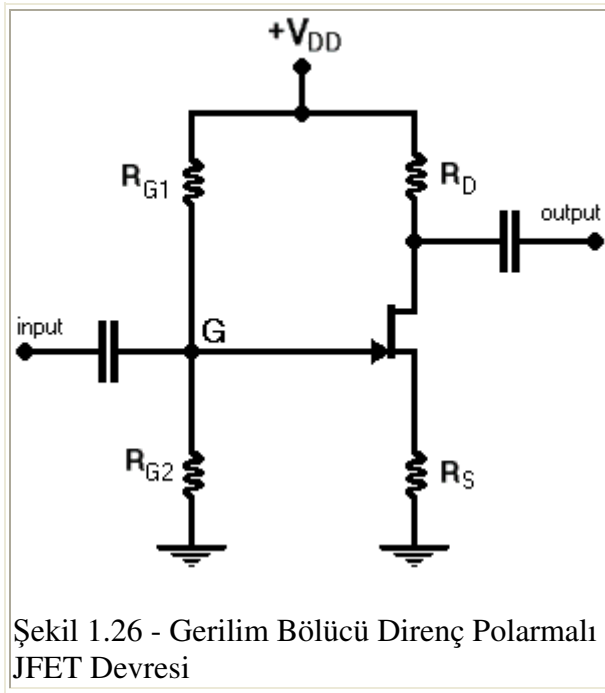 +VDD
RG1
RD
output
input
G
RG2
RS
Şekil 1.26 - Gerilim Bölücü Direnç Polarmalı
JFET Devresi